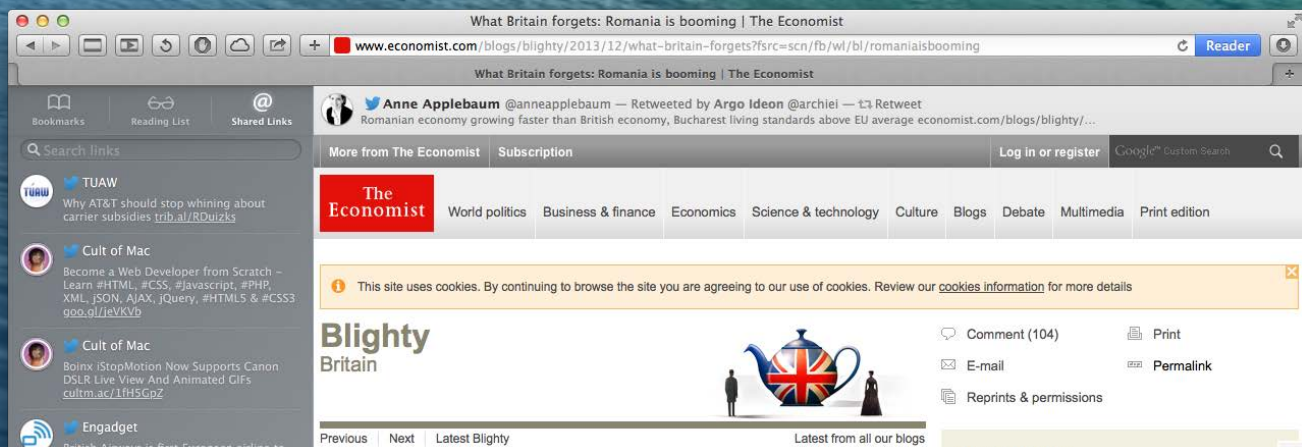 What Britain forgets: Romania is booming | The Economist
www.economist.com/blogs/blighty/2013/12/what-britain-forgets?fsrc=scn/fb/wl/bl/romaniaisbooming
Reader
What Britain forgets: Romania is booming | The Economist
Bookmarks
Reading List
@
Shared Links
Search links
TUAW
TUAW
Why AT&T should stop whining about
carrier subsidies trib.al/RDuizks
Cult of Mac
Become a Web Developer from Scratch –
Learn #HTML, #CSS, #Javascript, #PHP,
XML, jSON, AJAX, jQuery, #HTML5 & #CSS3
goo.gl/jeVKVb
Cult of Mac
Boinx iStopMotion Now Supports Canon
DSLR Live View And Animated GIFs
cultm.ac/1fH5GpZ
Engadget
British Airways is first European airline to
Anne Applebaum @anneapplebaum — Retweeted by Argo Ideon @archiei — Retweet
Romanian economy growing faster than British economy, Bucharest living standards above EU average economist.com/blogs/blighty/...
More from The Economist Subscription Log in or register Google™ Custom Search
The
Economist
World politics Business & finance Economics Science & technology Culture Blogs Debate Multimedia Print edition
This site uses cookies. By continuing to browse the site you are agreeing to our use of cookies. Review our cookies information for more details
Blighty
Britain
Comment (104)
Print
E-mail
Permalink
Reprints & permissions
Previous Next Latest Blighty Latest from all our blogs